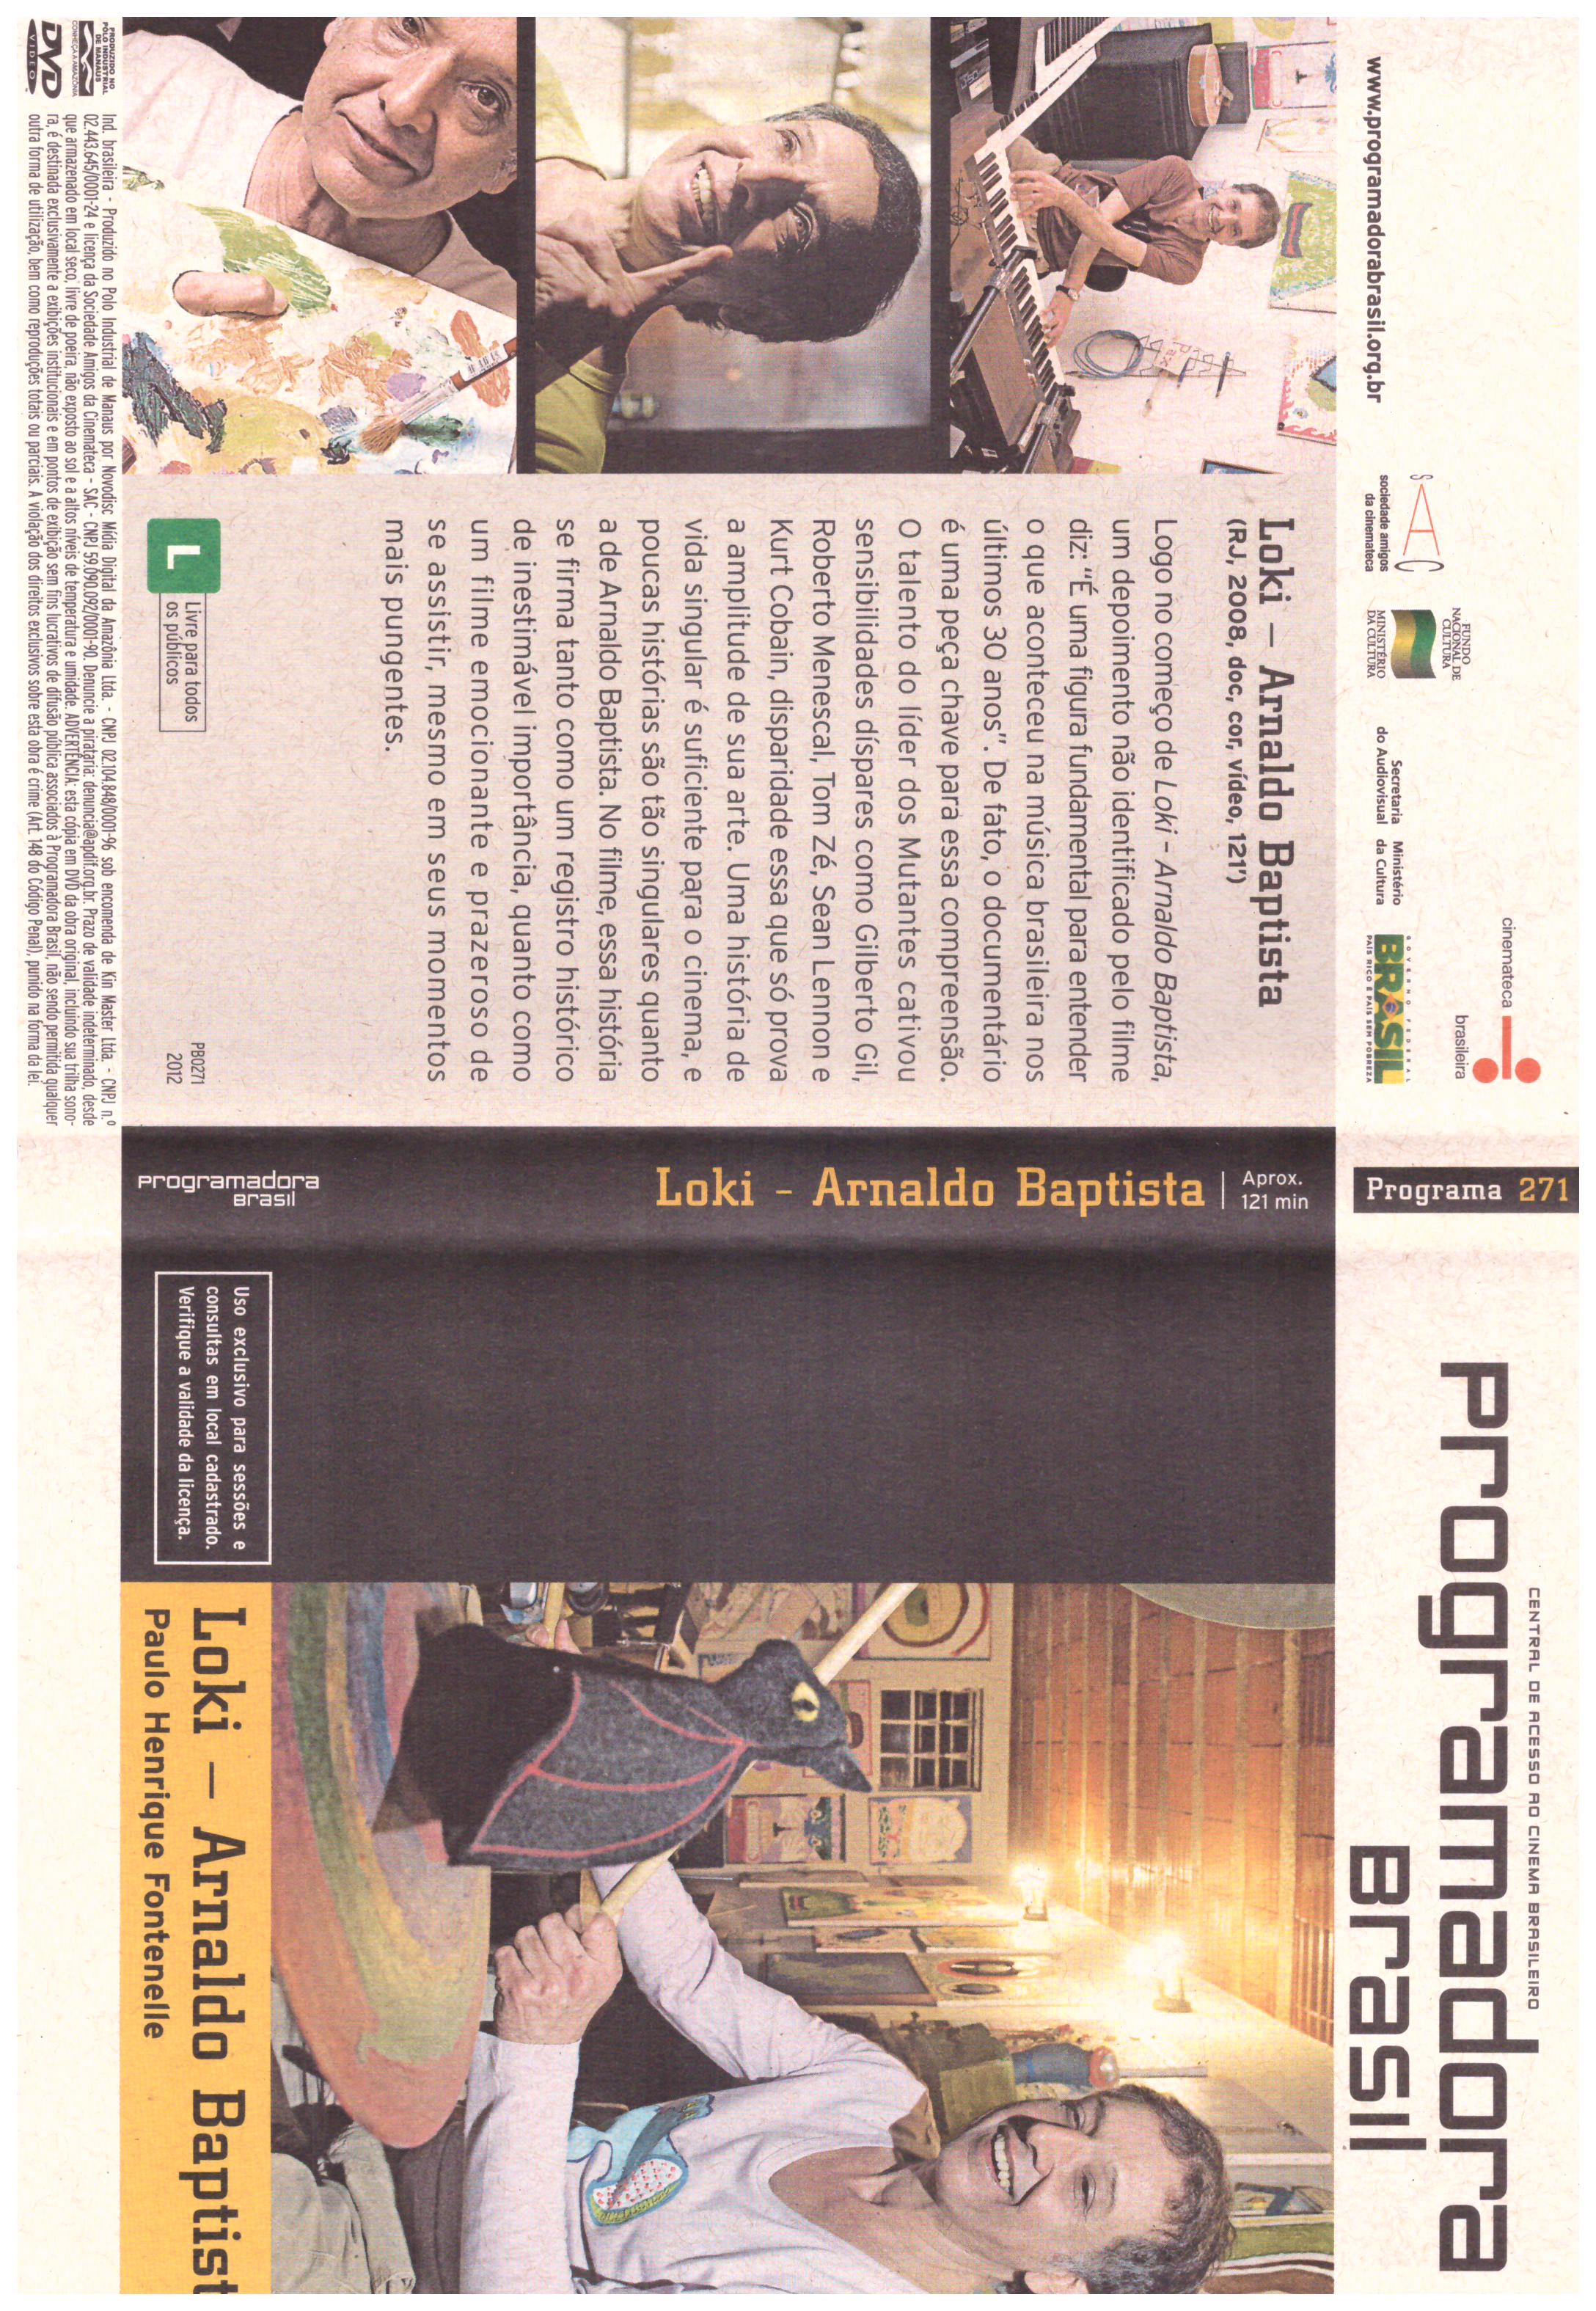 cinemateca
brasileira
sociedade amigos
da cinemateca
FUNDO
NACIONAL DE
CULTURA
MINISTÉRIO
DA CULTURA
Secretaria
do Audiovisual
Ministério
da Cultura
GOVERNO FEDERAL
BRASIL
PAÍS RICO É PAÍS SEM POBREZA
www.programadorabrasil.org.br
Loki – Arnaldo Baptista
(RJ, 2008, doc, cor, vídeo, 121')
Logo no começo de Loki – Arnaldo Baptista,
um depoimento não identificado pelo filme
diz: “É uma figura fundamental para entender
o que aconteceu na música brasileira nos
últimos 30 anos”. De fato, o documentário
é uma peça chave para essa compreensão.
O talento do líder dos Mutantes cativou
sensibilidades díspares como Gilberto Gil,
Roberto Menescal, Tom Zé, Sean Lennon e
Kurt Cobain, disparidade essa que só prova
a amplitude de sua arte. Uma história de
vida singular é suficiente para o cinema, e
poucas histórias são tão singulares quanto
a de Arnaldo Baptista. No filme, essa história
se firma tanto como um registro histórico
de inestimável importância, quanto como
um filme emocionante e prazeroso de
se assistir, mesmo em seus momentos
mais pungentes.
L
Livre para todos
os públicos
PB0271
2012
PRODUZIDO NO
PÓLO INDUSTRIAL
DE MANAUS
CONHEÇA A AMAZÔNIA
DVD
VIDEO
Ind. brasileira - Produzido no Polo Industrial de Manaus por Novodisc Mídia Digital da Amazônia Ltda. - CNPJ 02.104.848/0001-96 sob encomenda de Kin Master Ltda. - CNPJ n.º
02.443.645/0001-24 e licença da Sociedade Amigos da Cinemateca - SAC - CNPJ 59.090.092/0001-90. Denuncie a pirataria: denuncia@apdif.org.br. Prazo de validade indeterminado, desde
que armazenado em local seco, livre de poeira, não exposto ao sol e a altos níveis de temperatura e umidade. ADVERTÊNCIA: esta cópia em DVD da obra original, incluindo sua trilha sono-
ra, é destinada exclusivamente a exibições institucionais e em pontos de exibição sem fins lucrativos de difusão pública associados à Programadora Brasil, não sendo permitida qualquer
outra forma de utilização, bem como reproduções totais ou parciais. A violação dos direitos exclusivos sobre esta obra é crime (Art. 148 do Código Penal), punido na forma da lei.
Programa 271
Loki – Arnaldo Baptista
Aprox.
121 min
programadora
Brasil
CENTRAL DE ACESSO AO CINEMA BRASILEIRO
programadora
Brasil
Uso exclusivo para sessões e
consultas em local cadastrado.
Verifique a validade da licença.
Loki – Arnaldo Baptist
Paulo Henrique Fontenelle